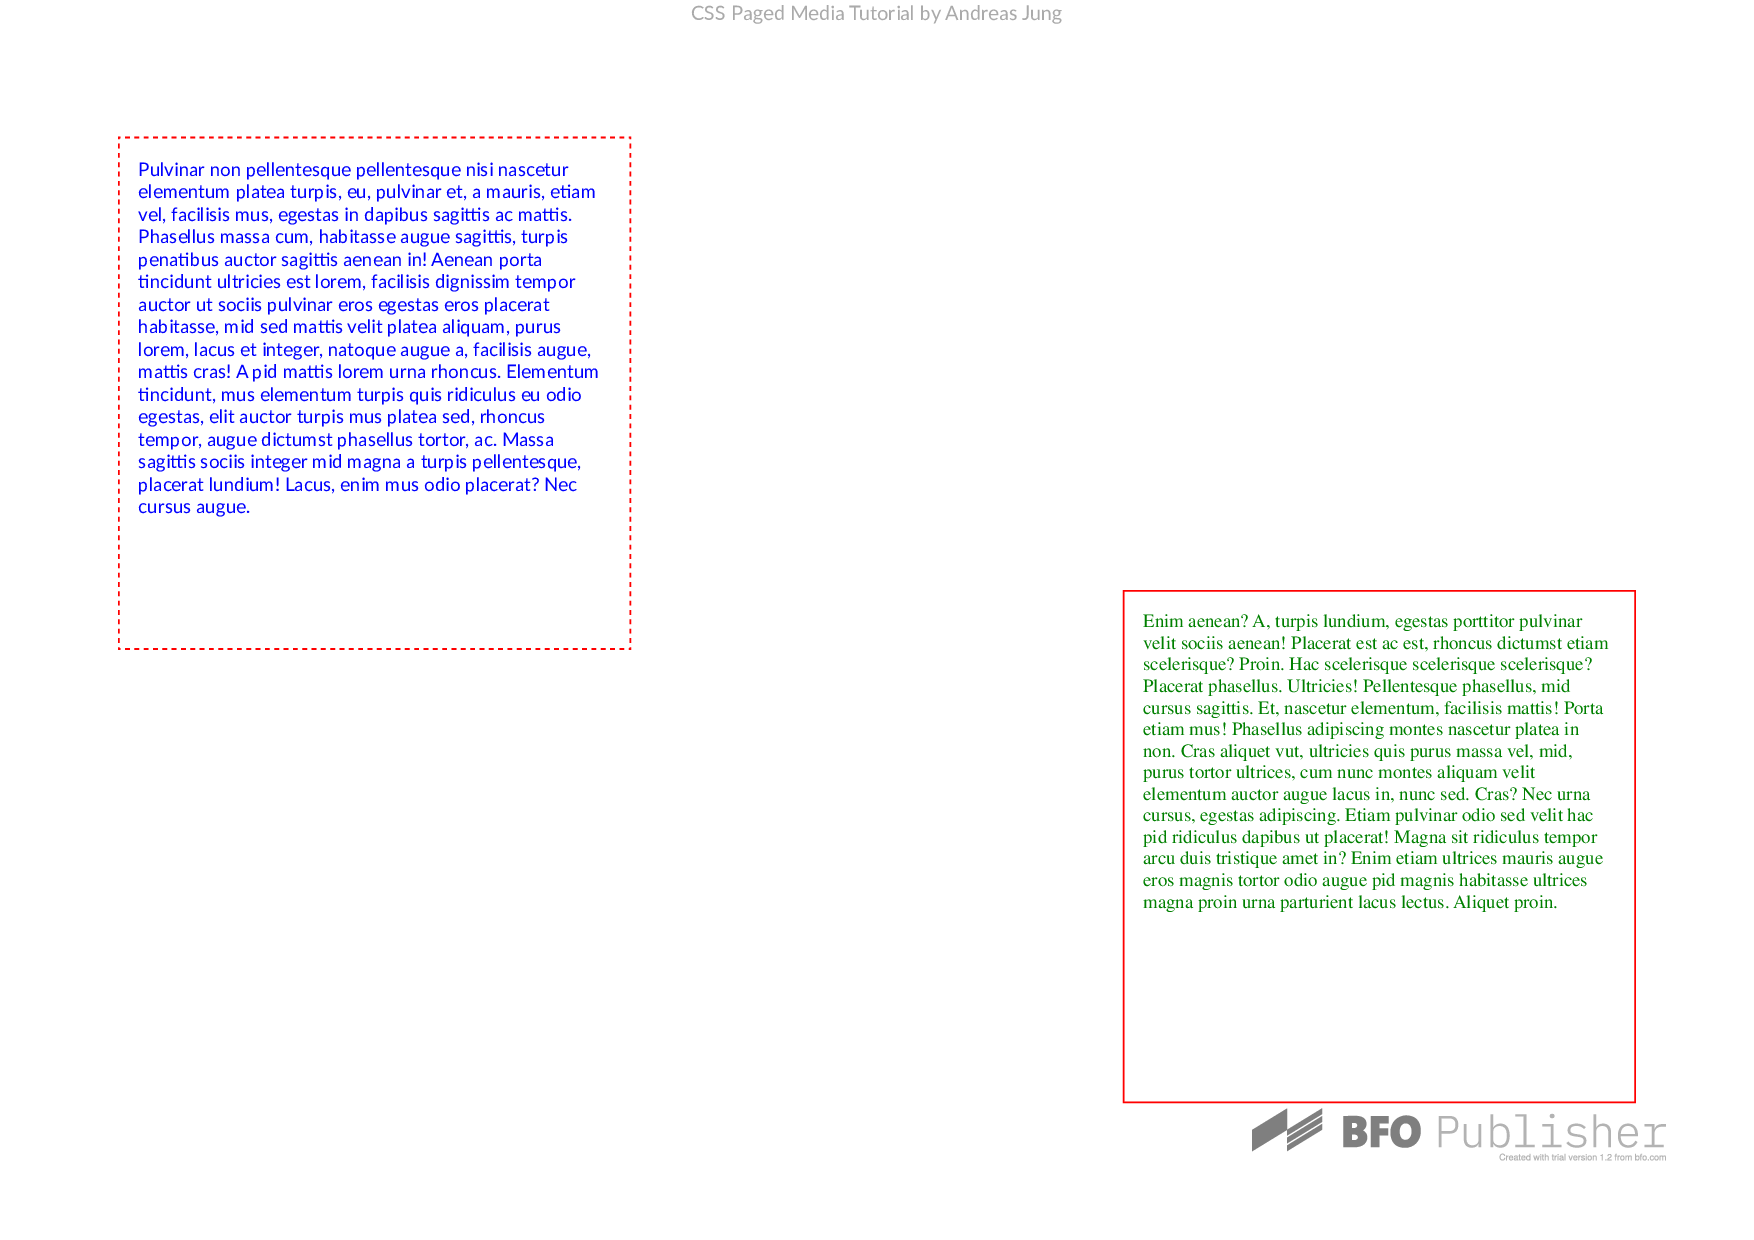 CSS Paged Media Tutorial by Andreas Jung
Pulvinar non pellentesque pellentesque nisi nascetur
elementum platea turpis, eu, pulvinar et, a mauris, etiam
vel, facilisis mus, egestas in dapibus sagittis ac mattis.
Phasellus massa cum, habitasse augue sagittis, turpis
penatibus auctor sagittis aenean in! Aenean porta
tincidunt ultricies est lorem, facilisis dignissim tempor
auctor ut sociis pulvinar eros egestas eros placerat
habitasse, mid sed mattis velit platea aliquam, purus
lorem, lacus et integer, natoque augue a, facilisis augue,
mattis cras! A pid mattis lorem urna rhoncus. Elementum
tincidunt, mus elementum turpis quis ridiculus eu odio
egestas, elit auctor turpis mus platea sed, rhoncus
tempor, augue dictumst phasellus tortor, ac. Massa
sagittis sociis integer mid magna a turpis pellentesque,
placerat lundium! Lacus, enim mus odio placerat? Nec
cursus augue.
Enim aenean? A, turpis lundium, egestas porttitor pulvinar
velit sociis aenean! Placerat est ac est, rhoncus dictumst etiam
scelerisque? Proin. Hac scelerisque scelerisque scelerisque?
Placerat phasellus. Ultricies! Pellentesque phasellus, mid
cursus sagittis. Et, nascetur elementum, facilisis mattis! Porta
etiam mus! Phasellus adipiscing montes nascetur platea in
non. Cras aliquet vut, ultricies quis purus massa vel, mid,
purus tortor ultrices, cum nunc montes aliquam velit
elementum auctor augue lacus in, nunc sed. Cras? Nec urna
cursus, egestas adipiscing. Etiam pulvinar odio sed velit hac
pid ridiculus dapibus ut placerat! Magna sit ridiculus tempor
arcu duis tristique amet in? Enim etiam ultrices mauris augue
eros magnis tortor odio augue pid magnis habitasse ultrices
magna proin urna parturient lacus lectus. Aliquet proin.
BFO Publisher
Created with trial version 1.2 from bfo.com